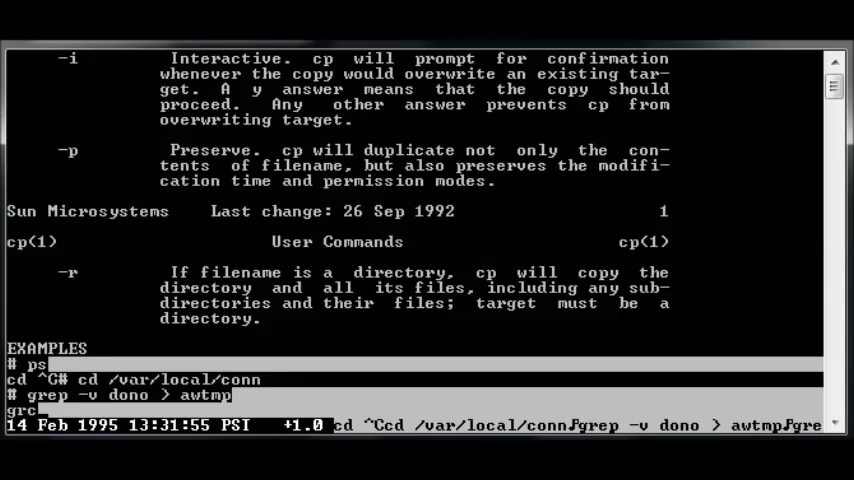 -i Interactive. cp will prompt for confirmation
whenever the copy would overwrite an existing tar-
get. A y answer means that the copy should
proceed. Any other answer prevents cp from
overwriting target.
-p Preserve. cp will duplicate not only the con-
tents of filename, but also preserves the modifi-
cation time and permission modes.
Sun Microsystems Last change: 26 Sep 1992 1
cp(1) User Commands cp(1)
-r If filename is a directory, cp will copy the
directory and all its files, including any sub-
directories and their files; target must be a
directory.
EXAMPLES
# ps
cd ^C# cd /var/local/conn
# grep -v dono > awtmp
grc
14 Feb 1995 13:31:55 PSI +1.0 cd ^Ccd /var/local/conn♪grep -v dono > awtmp♪gre